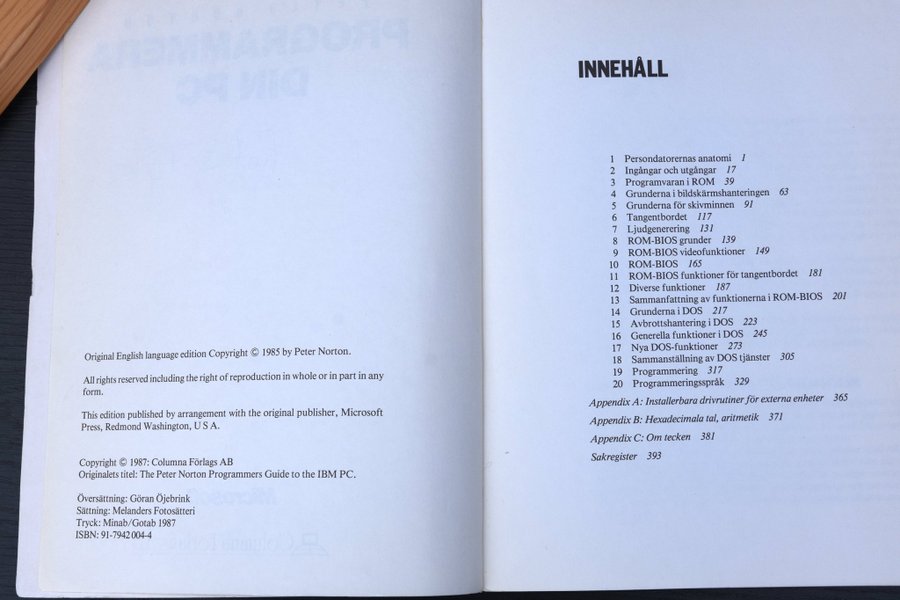 Original English language edition Copyright © 1985 by Peter Norton.
All rights reserved including the right of reproduction in whole or in part in any
form.
This edition published by arrangement with the original publisher, Microsoft
Press, Redmond Washington, U S A.
Copyright © 1987: Columna Förlags AB
Originalets titel: The Peter Norton Programmers Guide to the IBM PC.
Översättning: Göran Öjebrink
Sättning: Melanders Fotosätteri
Tryck: Minab/Gotab 1987
ISBN: 91-7942 004-4
INNEHÅLL
1 Persondatorernas anatomi 1
2 Ingångar och utgångar 17
3 Programvaran i ROM 39
4 Grunderna i bildskärmshanteringen 63
5 Grunderna för skivminnen 91
6 Tangentbordet 117
7 Ljudgenerering 131
8 ROM-BIOS grunder 139
9 ROM-BIOS videofunktioner 149
10 ROM-BIOS 165
11 ROM-BIOS funktioner för tangentbordet 181
12 Diverse funktioner 187
13 Sammanfattning av funktionerna i ROM-BIOS 201
14 Grunderna i DOS 217
15 Avbrottshantering i DOS 223
16 Generella funktioner i DOS 245
17 Nya DOS-funktioner 273
18 Sammanställning av DOS tjänster 305
19 Programmering 317
20 Programmeringsspråk 329
Appendix A: Installerbara drivrutiner för externa enheter 365
Appendix B: Hexadecimala tal, aritmetik 371
Appendix C: Om tecken 381
Sakregister 393